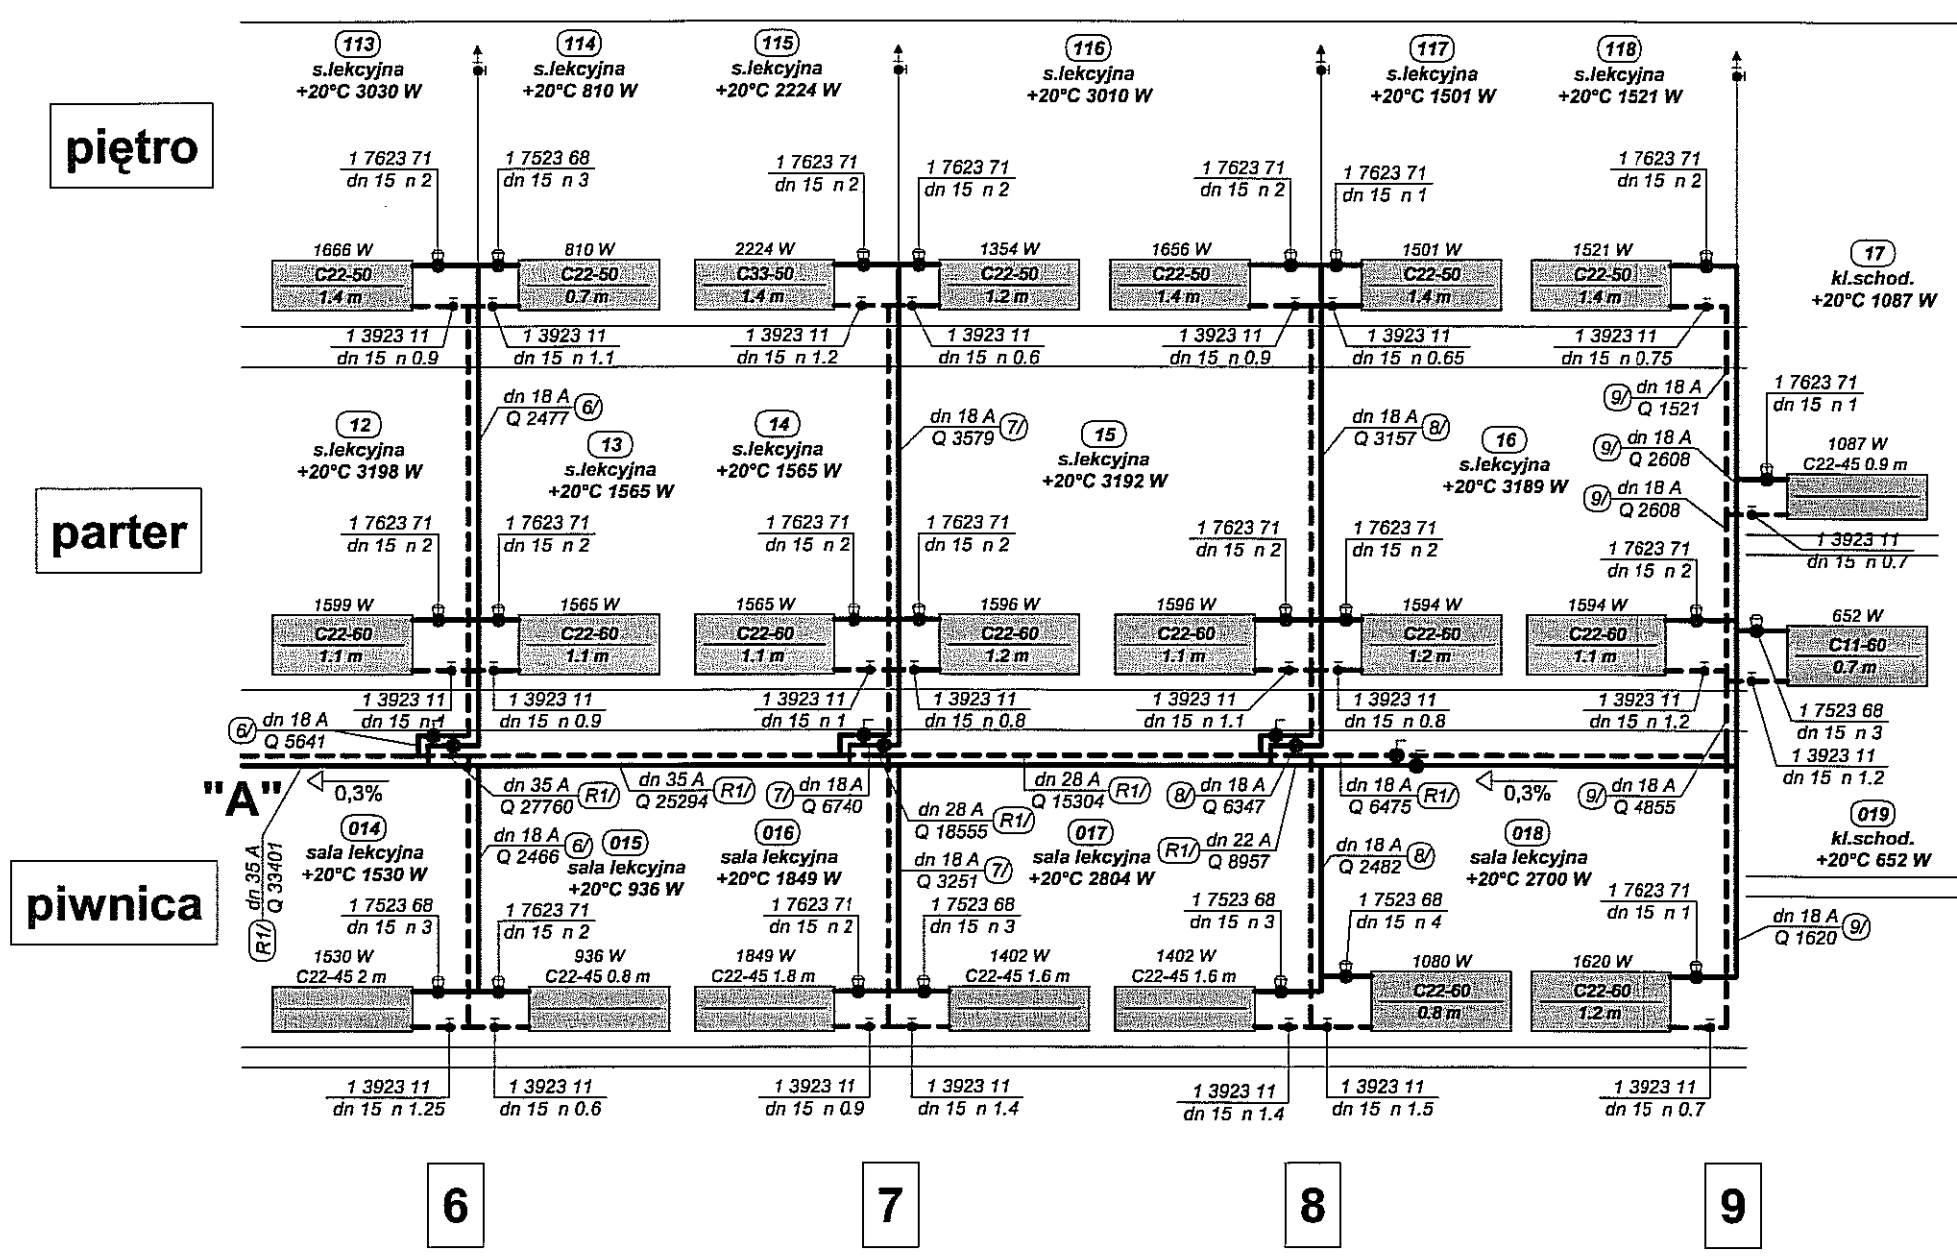 piętro
113
s.lekcyjna
+20°C 3030 W
114
s.lekcyjna
+20°C 810 W
115
s.lekcyjna
+20°C 2224 W
116
s.lekcyjna
+20°C 3010 W
117
s.lekcyjna
+20°C 1501 W
118
s.lekcyjna
+20°C 1521 W
1 7623 71
dn 15 n 2
1 7523 68
dn 15 n 3
1 7623 71
dn 15 n 2
1 7623 71
dn 15 n 2
1 7623 71
dn 15 n 2
1 7623 71
dn 15 n 1
1 7623 71
dn 15 n 2
1666 W
C22-50
1.4 m
810 W
C22-50
0.7 m
2224 W
C33-50
1.4 m
1354 W
C22-50
1.2 m
1656 W
C22-50
1.4 m
1501 W
C22-50
1.4 m
1521 W
C22-50
1.4 m
17
kl.schod.
+20°C 1087 W
1 3923 11
dn 15 n 0.9
1 3923 11
dn 15 n 1.1
1 3923 11
dn 15 n 1.2
1 3923 11
dn 15 n 0.6
1 3923 11
dn 15 n 0.9
1 3923 11
dn 15 n 0.65
1 3923 11
dn 15 n 0.75
parter
12
s.lekcyjna
+20°C 3198 W
dn 18 A
Q 2477
6/
13
s.lekcyjna
+20°C 1565 W
14
s.lekcyjna
+20°C 1565 W
dn 18 A
Q 3579
7/
15
s.lekcyjna
+20°C 3192 W
dn 18 A
Q 3157
8/
16
s.lekcyjna
+20°C 3189 W
9/
dn 18 A
Q 1521
9/
dn 18 A
Q 2608
9/
dn 18 A
Q 2608
1 7623 71
dn 15 n 1
1087 W
C22-45 0.9 m
1 3923 11
dn 15 n 0.7
1 7623 71
dn 15 n 2
1 7623 71
dn 15 n 2
1 7623 71
dn 15 n 2
1 7623 71
dn 15 n 2
1 7623 71
dn 15 n 2
1 7623 71
dn 15 n 2
1 7623 71
dn 15 n 2
1599 W
C22-60
1.1 m
1565 W
C22-60
1.1 m
1565 W
C22-60
1.1 m
1596 W
C22-60
1.2 m
1596 W
C22-60
1.1 m
1594 W
C22-60
1.2 m
1594 W
C22-60
1.1 m
652 W
C11-60
0.7 m
1 3923 11
dn 15 n 1
1 3923 11
dn 15 n 0.9
1 3923 11
dn 15 n 1
1 3923 11
dn 15 n 0.8
1 3923 11
dn 15 n 1.1
1 3923 11
dn 15 n 0.8
1 3923 11
dn 15 n 1.2
1 7523 68
dn 15 n 3
1 3923 11
dn 15 n 1.2
6/
dn 18 A
Q 5641
"A"
0,3%
dn 35 A
Q 27760
R1/
dn 35 A
Q 25294
R1/
7/
dn 18 A
Q 6740
dn 28 A
Q 18555
R1/
dn 28 A
Q 15304
R1/
8/
dn 18 A
Q 6347
R1/
dn 22 A
Q 8957
dn 18 A
Q 6475
R1/
0,3%
9/
dn 18 A
Q 4855
piwnica
R1/
dn 35 A
Q 33401
014
sala lekcyjna
+20°C 1530 W
dn 18 A
Q 2466
6/
015
sala lekcyjna
+20°C 936 W
016
sala lekcyjna
+20°C 1849 W
dn 18 A
Q 3251
7/
017
sala lekcyjna
+20°C 2804 W
dn 18 A
Q 2482
8/
018
sala lekcyjna
+20°C 2700 W
019
kl.schod.
+20°C 652 W
dn 18 A
Q 1620
9/
1 7523 68
dn 15 n 3
1 7623 71
dn 15 n 2
1 7623 71
dn 15 n 2
1 7523 68
dn 15 n 3
1 7523 68
dn 15 n 3
1 7523 68
dn 15 n 4
1 7623 71
dn 15 n 1
1530 W
C22-45 2 m
936 W
C22-45 0.8 m
1849 W
C22-45 1.8 m
1402 W
C22-45 1.6 m
1402 W
C22-45 1.6 m
1080 W
C22-60
0.8 m
1620 W
C22-60
1.2 m
1 3923 11
dn 15 n 1.25
1 3923 11
dn 15 n 0.6
1 3923 11
dn 15 n 0.9
1 3923 11
dn 15 n 1.4
1 3923 11
dn 15 n 1.4
1 3923 11
dn 15 n 1.5
1 3923 11
dn 15 n 0.7
6
7
8
9